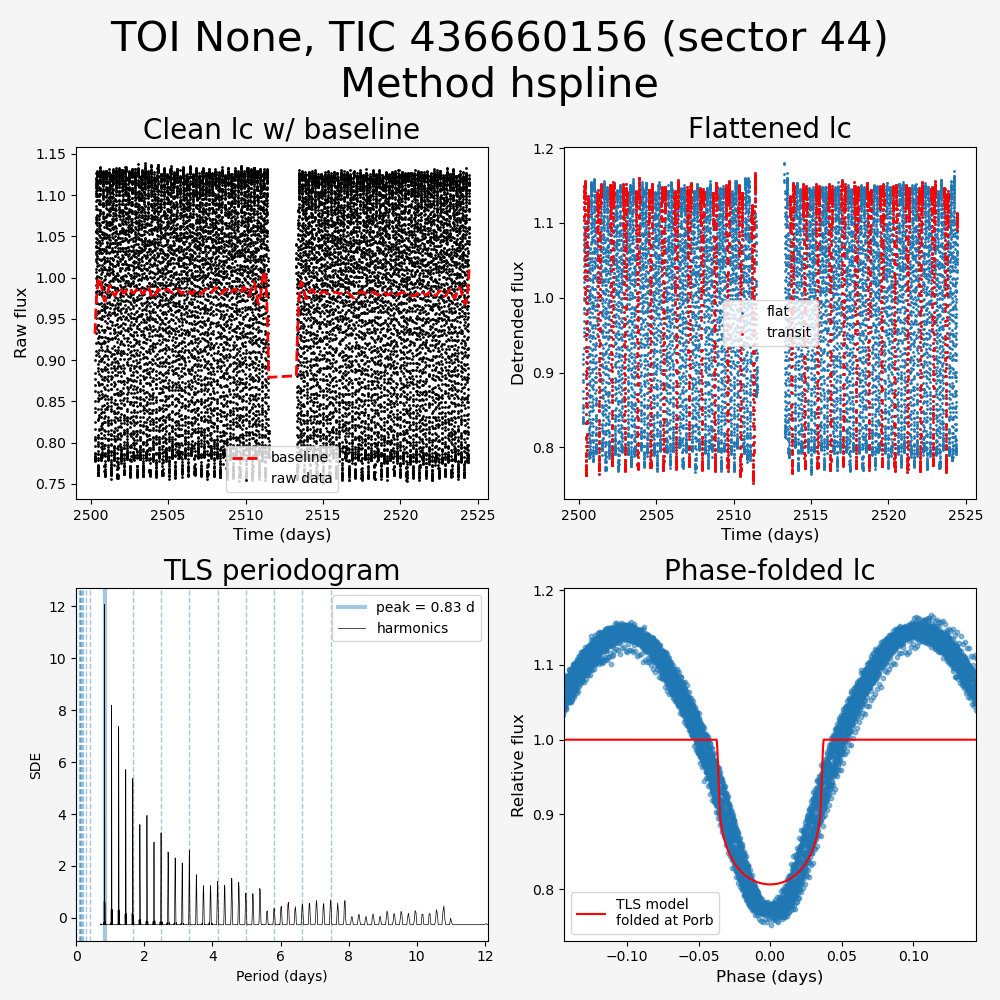 TOI None, TIC 436660156 (sector 44)
Method hspline
Clean lc w/ baseline
Raw flux
1.15
1.10
1.05
1.00
0.95
0.90
0.85
0.80
0.75
baseline
raw data
2500
2505
2510
2515
2520
2525
Time (days)
Flattened lc
Detrended flux
1.2
1.1
1.0
0.9
0.8
flat
transit
2500
2505
2510
2515
2520
2525
Time (days)
TLS periodogram
SDE
12
10
8
6
4
2
0
peak = 0.83 d
harmonics
0
2
4
6
8
10
12
Period (days)
Phase-folded lc
Relative flux
1.2
1.1
1.0
0.9
0.8
TLS model
folded at Porb
−0.10
−0.05
0.00
0.05
0.10
Phase (days)